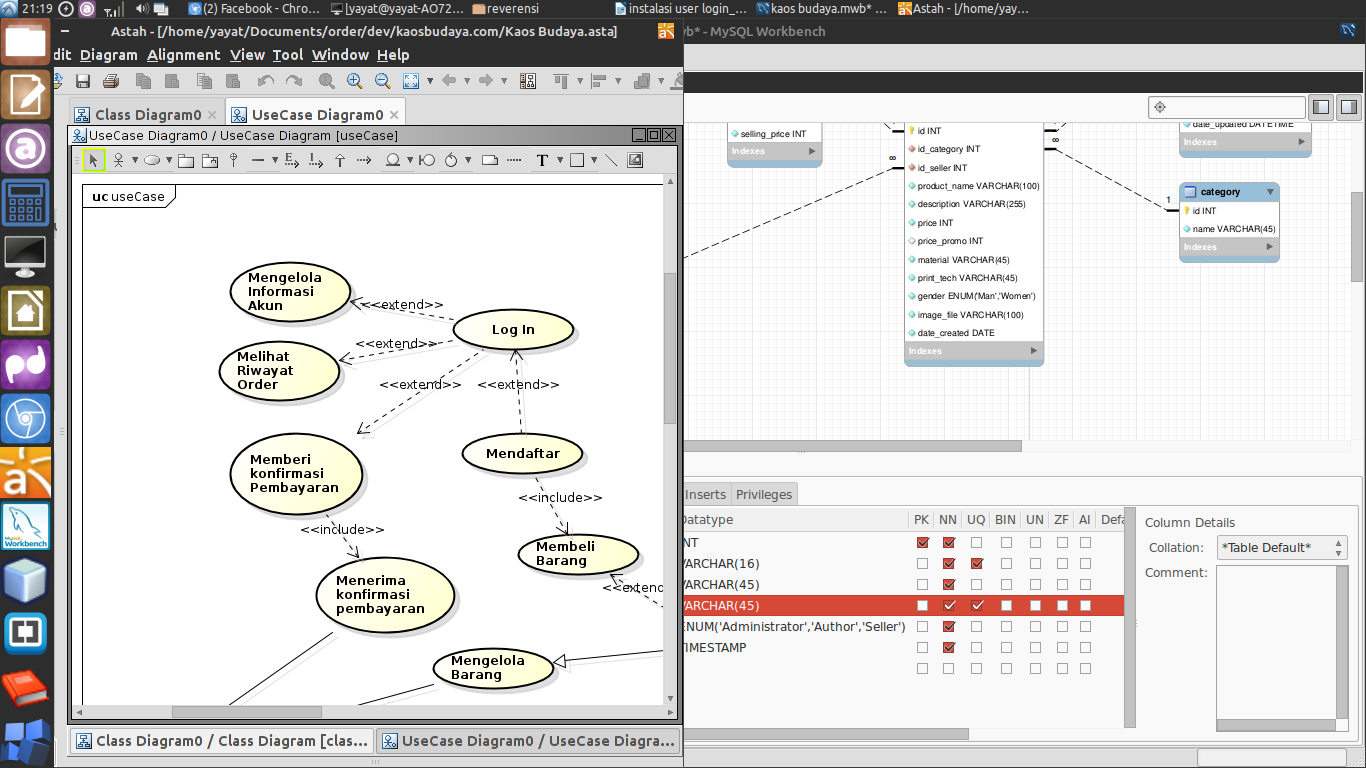 21:19
(2) Facebook - Chro...
[yayat@yayat-AO72...
reverensi
instalasi user login_...
kaos budaya.mwb* ...
Astah - [/home/yay...
Astah - [/home/yayat/Documents/order/dev/kaosbudaya.com/Kaos Budaya.asta]
wb* - MySQL Workbench
dit Diagram Alignment View Tool Window Help
Class Diagram0
UseCase Diagram0
UseCase Diagram0 / UseCase Diagram [useCase]
uc useCase
Mengelola
Informasi
Akun
<<extend>>
Log In
<<extend>>
Melihat
Riwayat
Order
<<extend>>
<<extend>>
Memberi
konfirmasi
Pembayaran
Mendaftar
<<include>>
<<include>>
Membeli
Barang
Menerima
konfirmasi
pembayaran
<<extend
Mengelola
Barang
Class Diagram0 / Class Diagram [clas...
UseCase Diagram0 / UseCase Diagra...
selling_price INT
Indexes
id INT
id_category INT
id_seller INT
product_name VARCHAR(100)
description VARCHAR(255)
price INT
price_promo INT
material VARCHAR(45)
print_tech VARCHAR(45)
gender ENUM('Man','Women')
image_file VARCHAR(100)
date_created DATE
Indexes
∞
∞
1
date_updated DATETIME
Indexes
category
id INT
name VARCHAR(45)
Indexes
Inserts Privileges
Datatype PK NN UQ BIN UN ZF AI Defa
INT
VARCHAR(16)
VARCHAR(45)
VARCHAR(45)
ENUM('Administrator','Author','Seller')
TIMESTAMP
Column Details
Collation: *Table Default*
Comment:
MySQL
Workbench